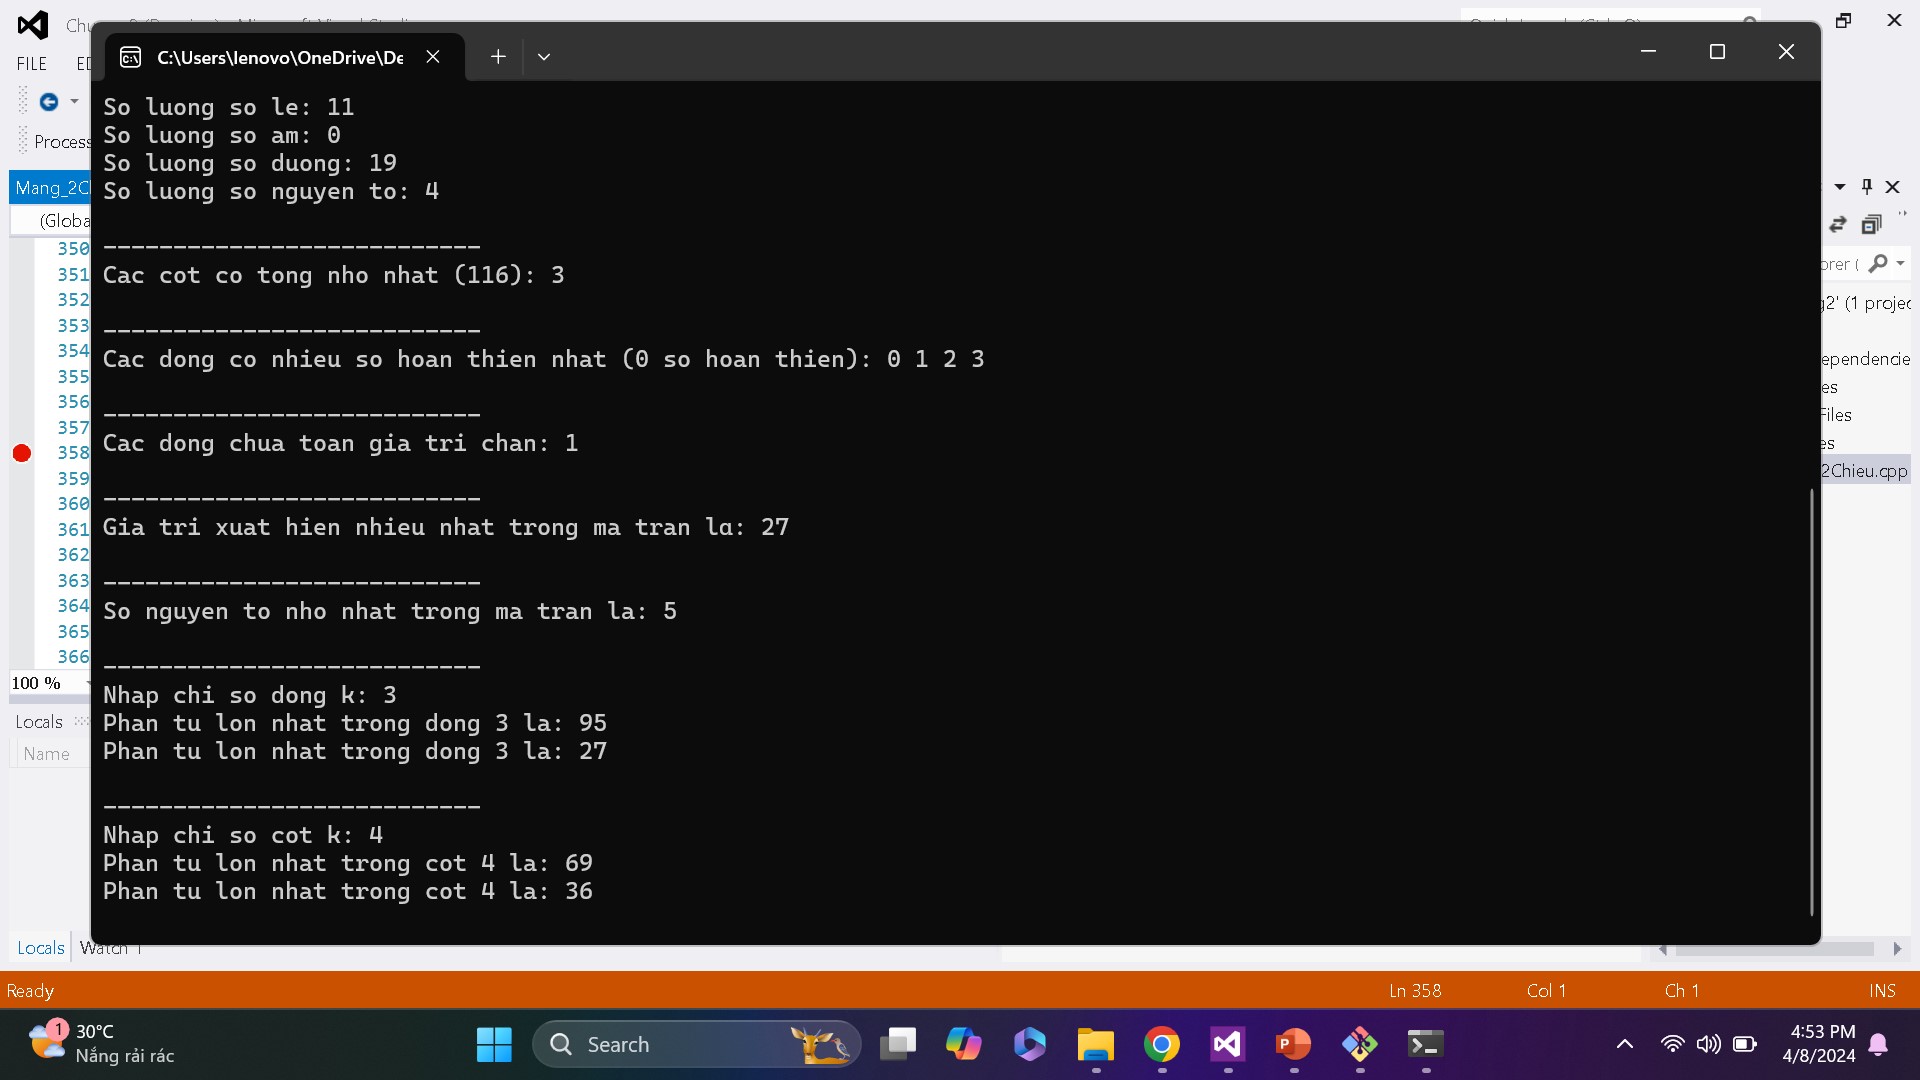 C:\Users\lenovo\OneDrive\De
FILE
Process
Mang_2C
(Globa
350
351
352
353
354
355
356
357
358
359
360
361
362
363
364
365
366
100 %
Locals
Name
So luong so le: 11
So luong so am: 0
So luong so duong: 19
So luong so nguyen to: 4
___________________________
Cac cot co tong nho nhat (116): 3
___________________________
Cac dong co nhieu so hoan thien nhat (0 so hoan thien): 0 1 2 3
___________________________
Cac dong chua toan gia tri chan: 1
___________________________
Gia tri xuat hien nhieu nhat trong ma tran la: 27
___________________________
So nguyen to nho nhat trong ma tran la: 5
___________________________
Nhap chi so dong k: 3
Phan tu lon nhat trong dong 3 la: 95
Phan tu lon nhat trong dong 3 la: 27
___________________________
Nhap chi so cot k: 4
Phan tu lon nhat trong cot 4 la: 69
Phan tu lon nhat trong cot 4 la: 36
orer (
g2' (1 projec
ependencie
es
Files
es
2Chieu.cpp
Locals Watch 1
Ready Ln 358 Col 1 Ch 1 INS
1 30°C
Nắng rải rác
Search
4:53 PM
4/8/2024